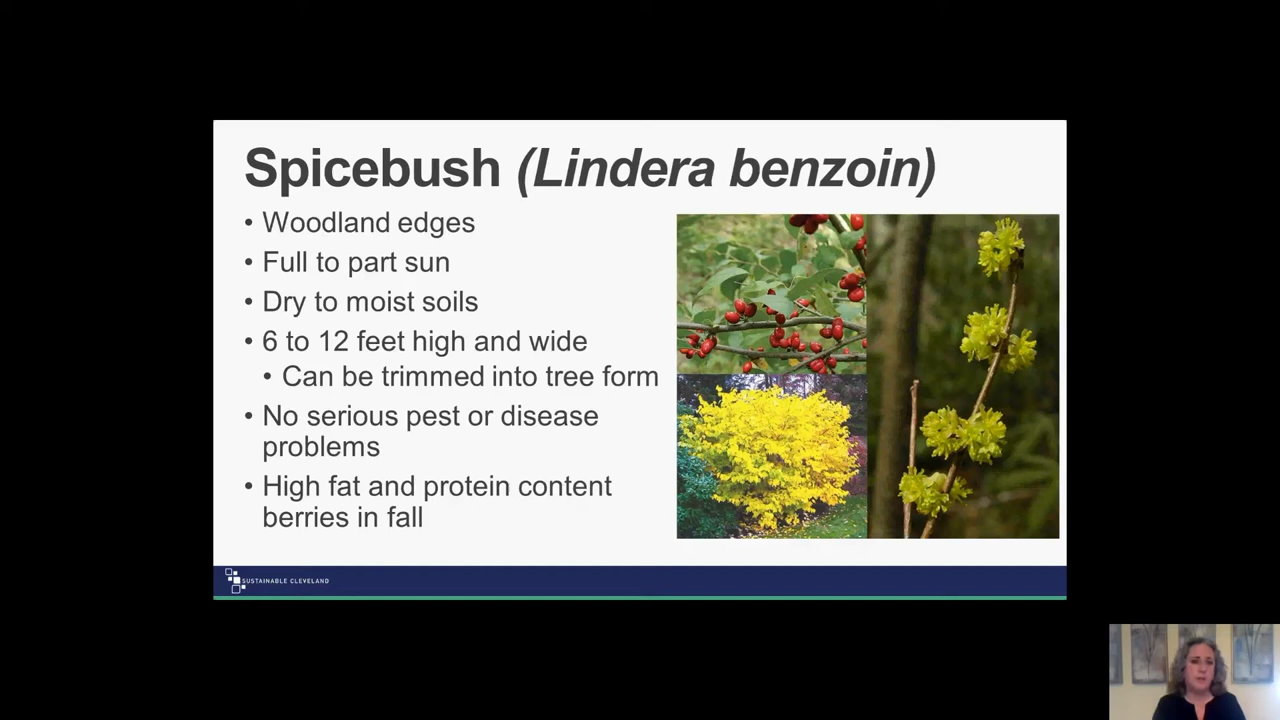 Spicebush (Lindera benzoin)
• Woodland edges
• Full to part sun
• Dry to moist soils
• 6 to 12 feet high and wide
• Can be trimmed into tree form
• No serious pest or disease
problems
• High fat and protein content
berries in fall
SUSTAINABLE CLEVELAND